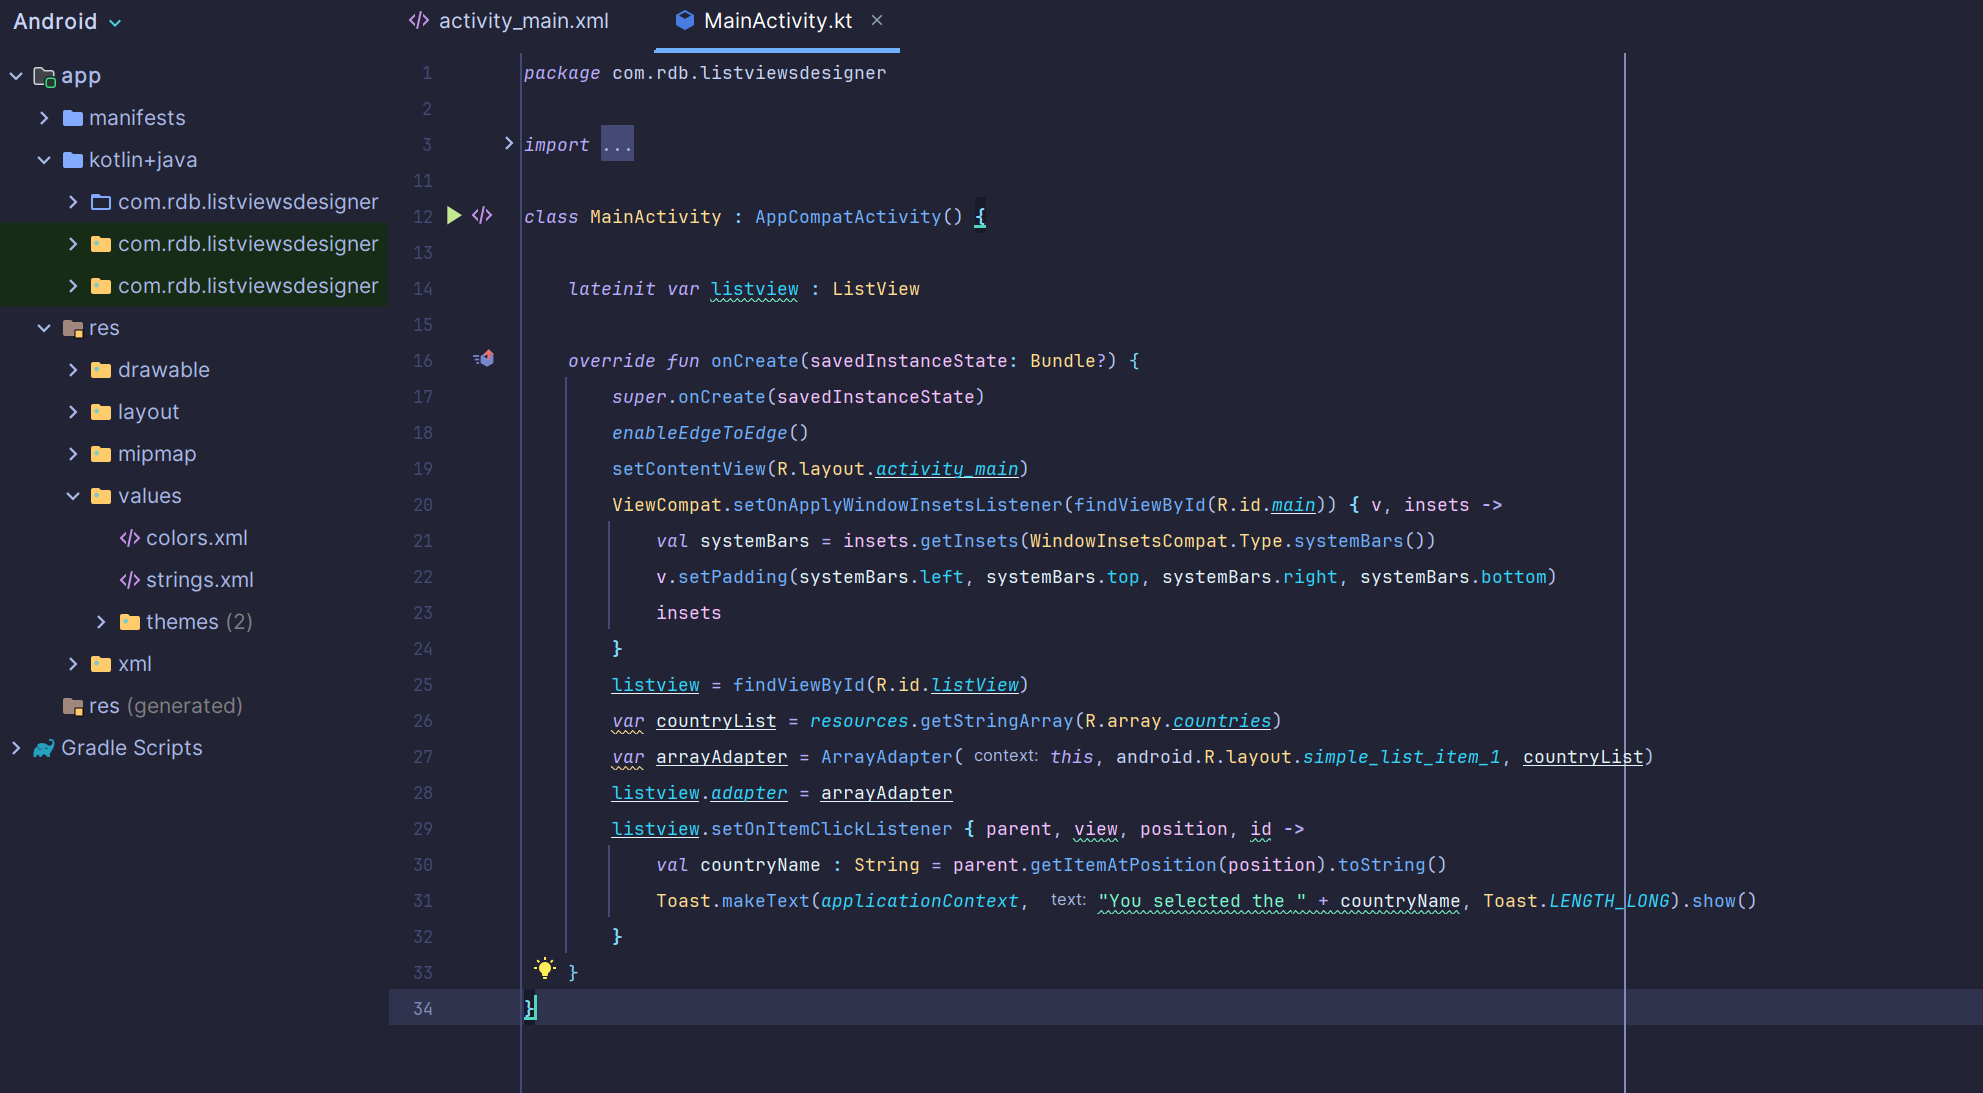 Android
activity_main.xml
MainActivity.kt
app
manifests
kotlin+java
com.rdb.listviewsdesigner
com.rdb.listviewsdesigner
com.rdb.listviewsdesigner
res
drawable
layout
mipmap
values
colors.xml
strings.xml
themes (2)
xml
res (generated)
Gradle Scripts
1 package com.rdb.listviewsdesigner
2
3 import ...
11
12 class MainActivity : AppCompatActivity() {
13
14 lateinit var listview : ListView
15
16 override fun onCreate(savedInstanceState: Bundle?) {
17 super.onCreate(savedInstanceState)
18 enableEdgeToEdge()
19 setContentView(R.layout.activity_main)
20 ViewCompat.setOnApplyWindowInsetsListener(findViewById(R.id.main)) { v, insets ->
21 val systemBars = insets.getInsets(WindowInsetsCompat.Type.systemBars())
22 v.setPadding(systemBars.left, systemBars.top, systemBars.right, systemBars.bottom)
23 insets
24 }
25 listview = findViewById(R.id.listView)
26 var countryList = resources.getStringArray(R.array.countries)
27 var arrayAdapter = ArrayAdapter( context: this, android.R.layout.simple_list_item_1, countryList)
28 listview.adapter = arrayAdapter
29 listview.setOnItemClickListener { parent, view, position, id ->
30 val countryName : String = parent.getItemAtPosition(position).toString()
31 Toast.makeText(applicationContext, text: "You selected the " + countryName, Toast.LENGTH_LONG).show()
32 }
33 }
34 }